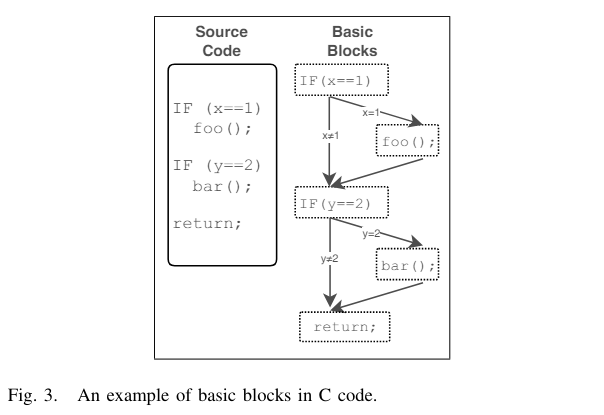 Source
Code
IF (x==1)
foo();
IF (y==2)
bar();
return;
Basic
Blocks
IF(x==1)
x=1
x≠1
foo();
IF(y==2)
y=2
y≠2
bar();
return;
Fig. 3. An example of basic blocks in C code.